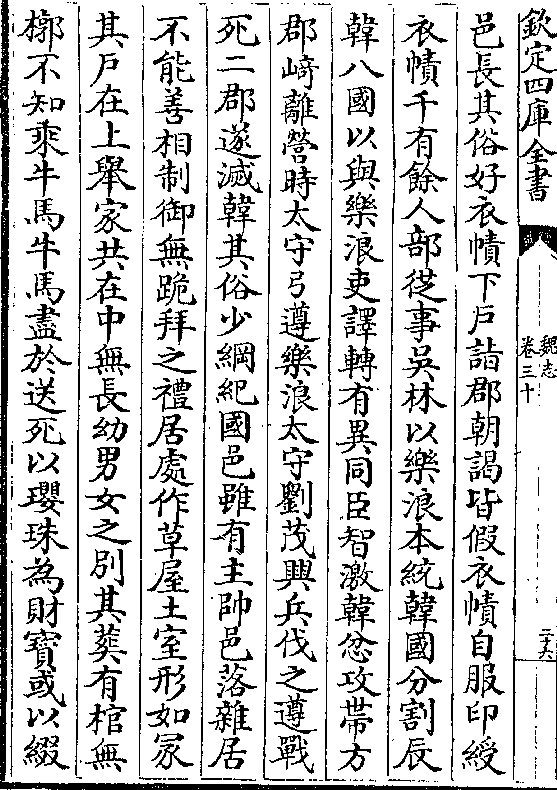 欽定四庫全書
魏志
卷三十
二十六
邑長其俗好衣幘下戶詣郡朝謁皆假衣幘自服印綬
衣幘千有餘人部從事吳林以樂浪本統韓國分割辰
韓八國以與樂浪吏譯轉有異同臣智激韓忿攻帶方
郡﨑離營時太守弓遵樂浪太守劉茂興兵伐之遵戰
死二郡遂滅韓其俗少綱紀國邑雖有主帥邑落雜居
不能善相制御無跪拜之禮居處作草屋土室形如冢
其戶在上舉家共在中無長幼男女之別其葬有棺無
槨不知乘牛馬牛馬盡於送死以瓔珠為財寶或以綴